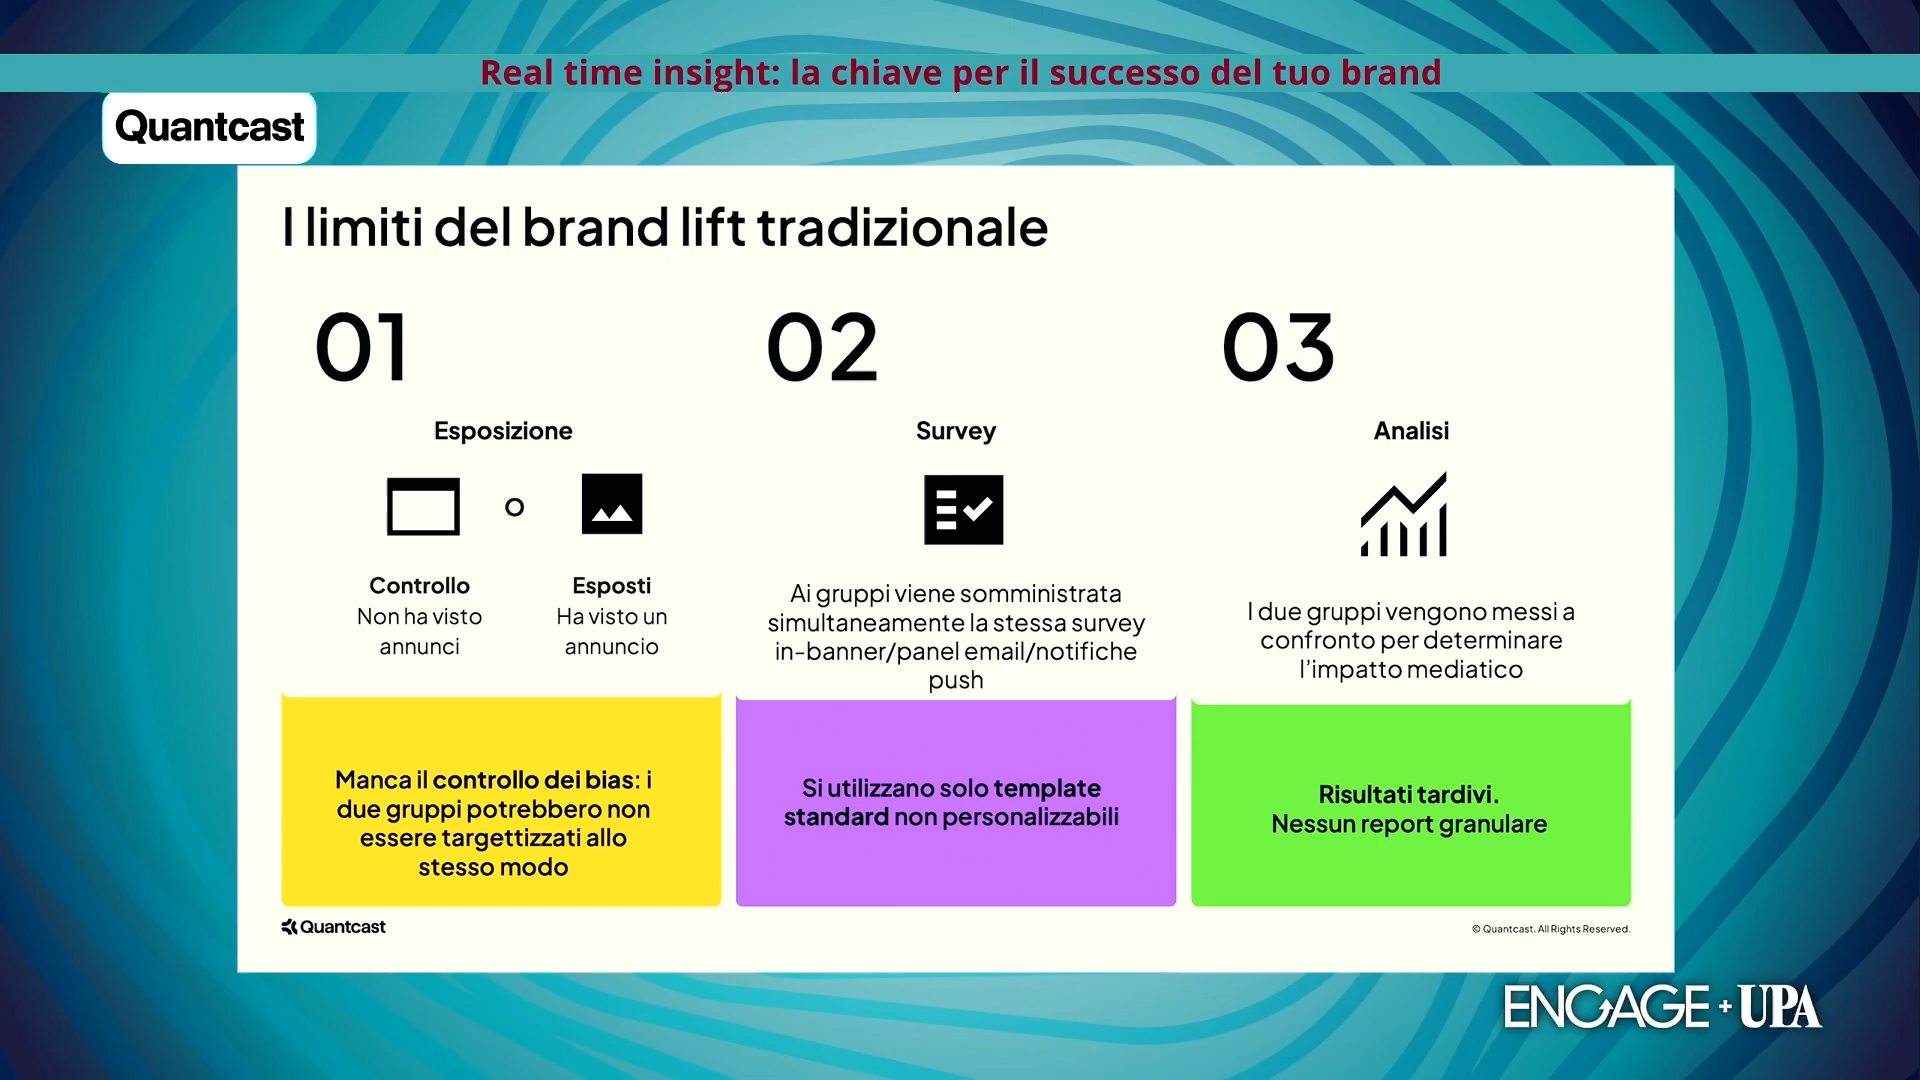 Real time insight: la chiave per il successo del tuo brand
Quantcast
I limiti del brand lift tradizionale
01
02
03
Esposizione
Survey
Analisi
o
Controllo
Non ha visto
annunci
Esposti
Ha visto un
annuncio
Ai gruppi viene somministrata
simultaneamente la stessa survey
in-banner/panel email/notifiche
push
I due gruppi vengono messi a
confronto per determinare
l'impatto mediatico
Manca il controllo dei bias: i
due gruppi potrebbero non
essere targettizzati allo
stesso modo
Si utilizzano solo template
standard non personalizzabili
Risultati tardivi.
Nessun report granulare
Quantcast
© Quantcast. All Rights Reserved.
ENGAGE + UPA